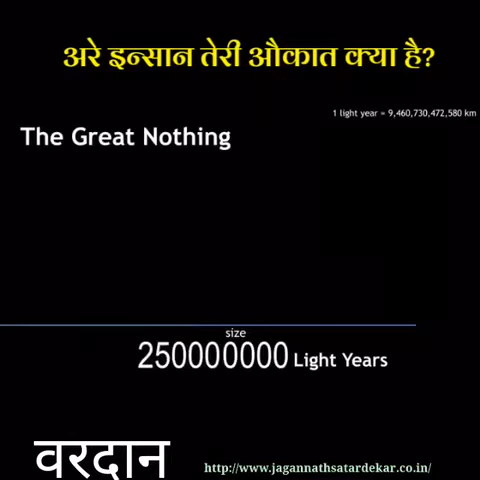 अरे इन्सान तेरी औकात क्या है?
1 light year = 9,460,730,472,580 km
The Great Nothing
size
250000000 Light Years
वरदान
http://www.jagannathsatardekar.co.in/